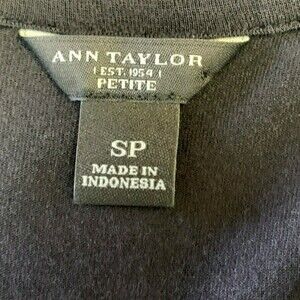 ANN TAYLOR
| EST. 1954 |
PETITE
SP
MADE IN
INDONESIA